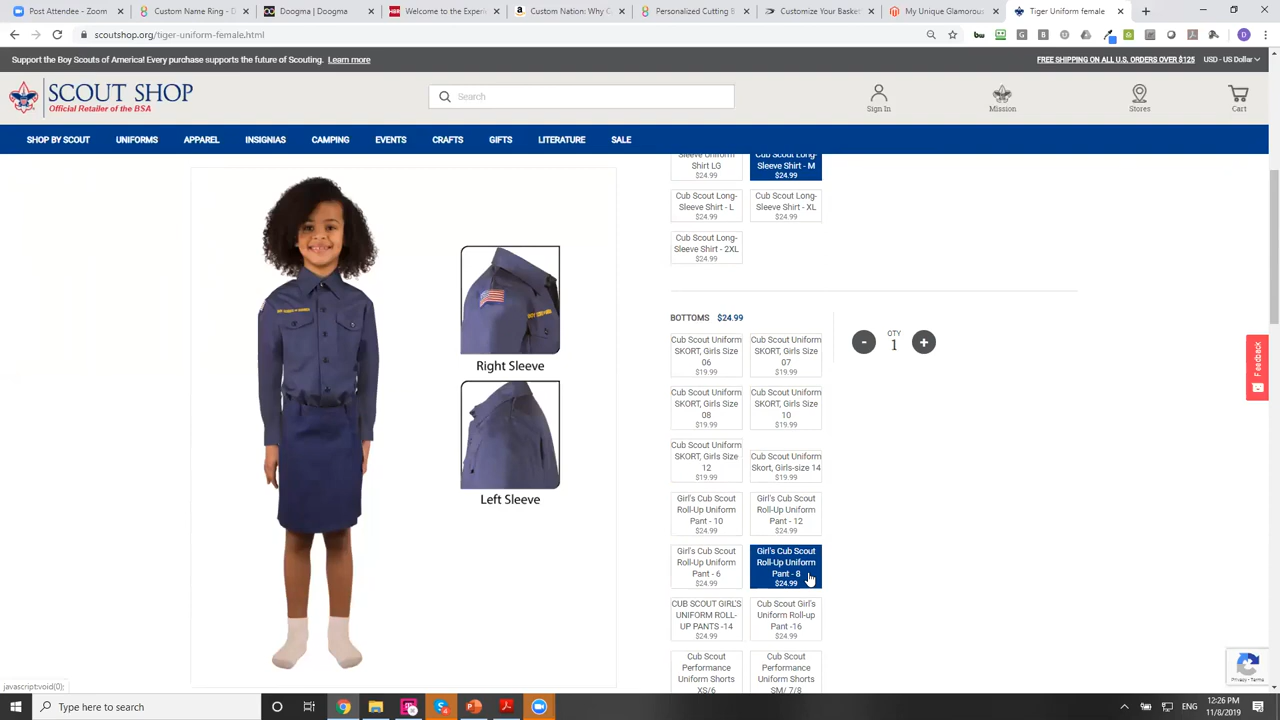 Zoom Pre-Attendee - Z
Custom Name Ring - D
Doogma | Doogma
Welcome to the Exberie
Custom Nation: Why C
Personalized Cutting B
Customize Your Basket
My Unique Glamorous
Tiger Uniform female
scoutshop.org/tiger-uniform-female.html
Support the Boy Scouts of America! Every purchase supports the future of Scouting. Learn more
FREE SHIPPING ON ALL U.S. ORDERS OVER $125
USD - US Dollar
SCOUT SHOP
Official Retailer of the BSA
Search
Sign In
Mission
Stores
Cart
SHOP BY SCOUT UNIFORMS APPAREL INSIGNIAS CAMPING EVENTS CRAFTS GIFTS LITERATURE SALE
Sleeve Uniform
Shirt LG
$24.99
Cub Scout Long-
Sleeve Shirt - M
$24.99
Cub Scout Long-
Sleeve Shirt - L
$24.99
Cub Scout Long-
Sleeve Shirt - XL
$24.99
Cub Scout Long-
Sleeve Shirt - 2XL
$24.99
Right Sleeve
Left Sleeve
BOTTOMS $24.99
QTY
- 1 +
Cub Scout Uniform
SKORT, Girls Size
06
$19.99
Cub Scout Uniform
SKORT, Girls Size
07
$19.99
Cub Scout Uniform
SKORT, Girls Size
08
$19.99
Cub Scout Uniform
SKORT, Girls Size
10
$19.99
Cub Scout Uniform
SKORT, Girls Size
12
$19.99
Cub Scout Uniform
Skort, Girls-size 14
$19.99
Girl's Cub Scout
Roll-Up Uniform
Pant - 10
$24.99
Girl's Cub Scout
Roll-Up Uniform
Pant - 12
$24.99
Girl's Cub Scout
Roll-Up Uniform
Pant - 6
$24.99
Girl's Cub Scout
Roll-Up Uniform
Pant - 8
$24.99
CUB SCOUT GIRL'S
UNIFORM ROLL-
UP PANTS -14
$24.99
Cub Scout Girl's
Uniform Roll-up
Pant -16
$24.99
Cub Scout
Performance
Uniform Shorts
XS/6
Cub Scout
Performance
Uniform Shorts
SM/ 7/8
Feedback
Privacy - Terms
javascript:void(0);
Type here to search
ENG
12:26 PM
11/8/2019